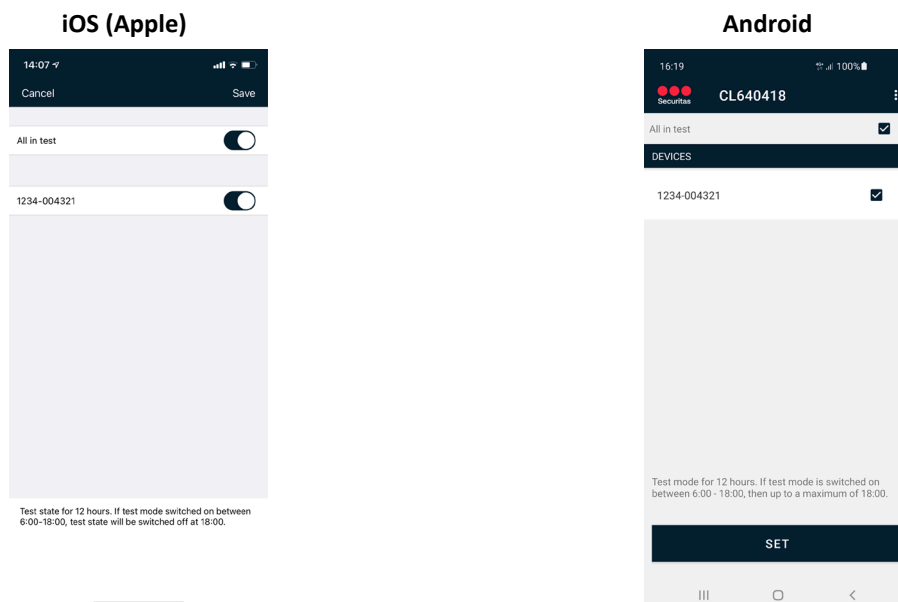 iOS (Apple)
14:07
Cancel Save
All in test
1234-004321
Test state for 12 hours. If test mode switched on between
6:00-18:00, test state will be switched off at 18:00.
Android
16:19 100%
Securitas CL640418
All in test
DEVICES
1234-004321
Test mode for 12 hours. If test mode is switched on
between 6:00 - 18:00, then up to a maximum of 18:00.
SET